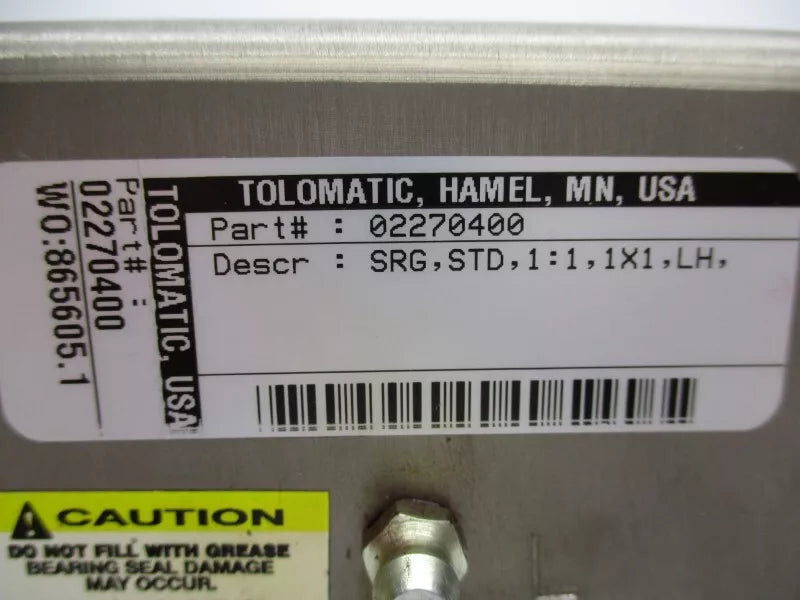 TOLOMATIC, HAMEL, MN, USA
Part# : 02270400
Descr : SRG,STD,1:1,1X1,LH,
TOLOMATIC, USA
Part# :
02270400
WO:865605.1
CAUTION
DO NOT FILL WITH GREASE
BEARING SEAL DAMAGE
MAY OCCUR.